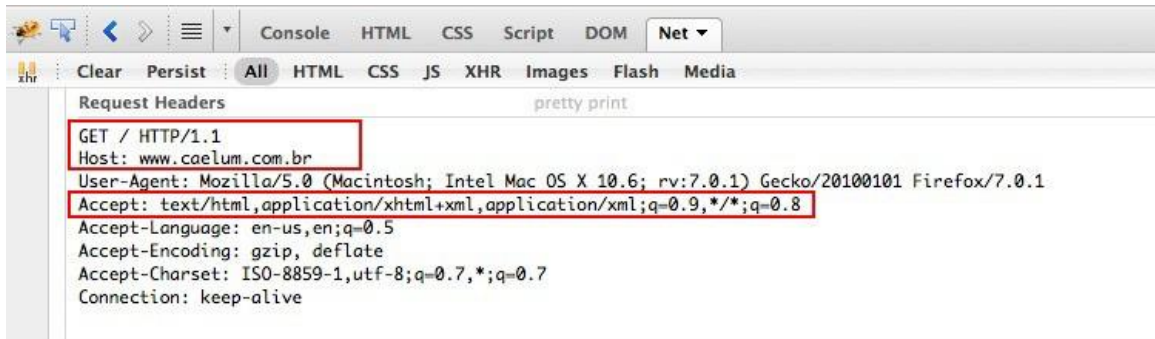 Console HTML CSS Script DOM Net
xhr Clear Persist All HTML CSS JS XHR Images Flash Media
Request Headers pretty print
GET / HTTP/1.1
Host: www.caelum.com.br
User-Agent: Mozilla/5.0 (Macintosh; Intel Mac OS X 10.6; rv:7.0.1) Gecko/20100101 Firefox/7.0.1
Accept: text/html,application/xhtml+xml,application/xml;q=0.9,*/*;q=0.8
Accept-Language: en-us,en;q=0.5
Accept-Encoding: gzip, deflate
Accept-Charset: ISO-8859-1,utf-8;q=0.7,*;q=0.7
Connection: keep-alive